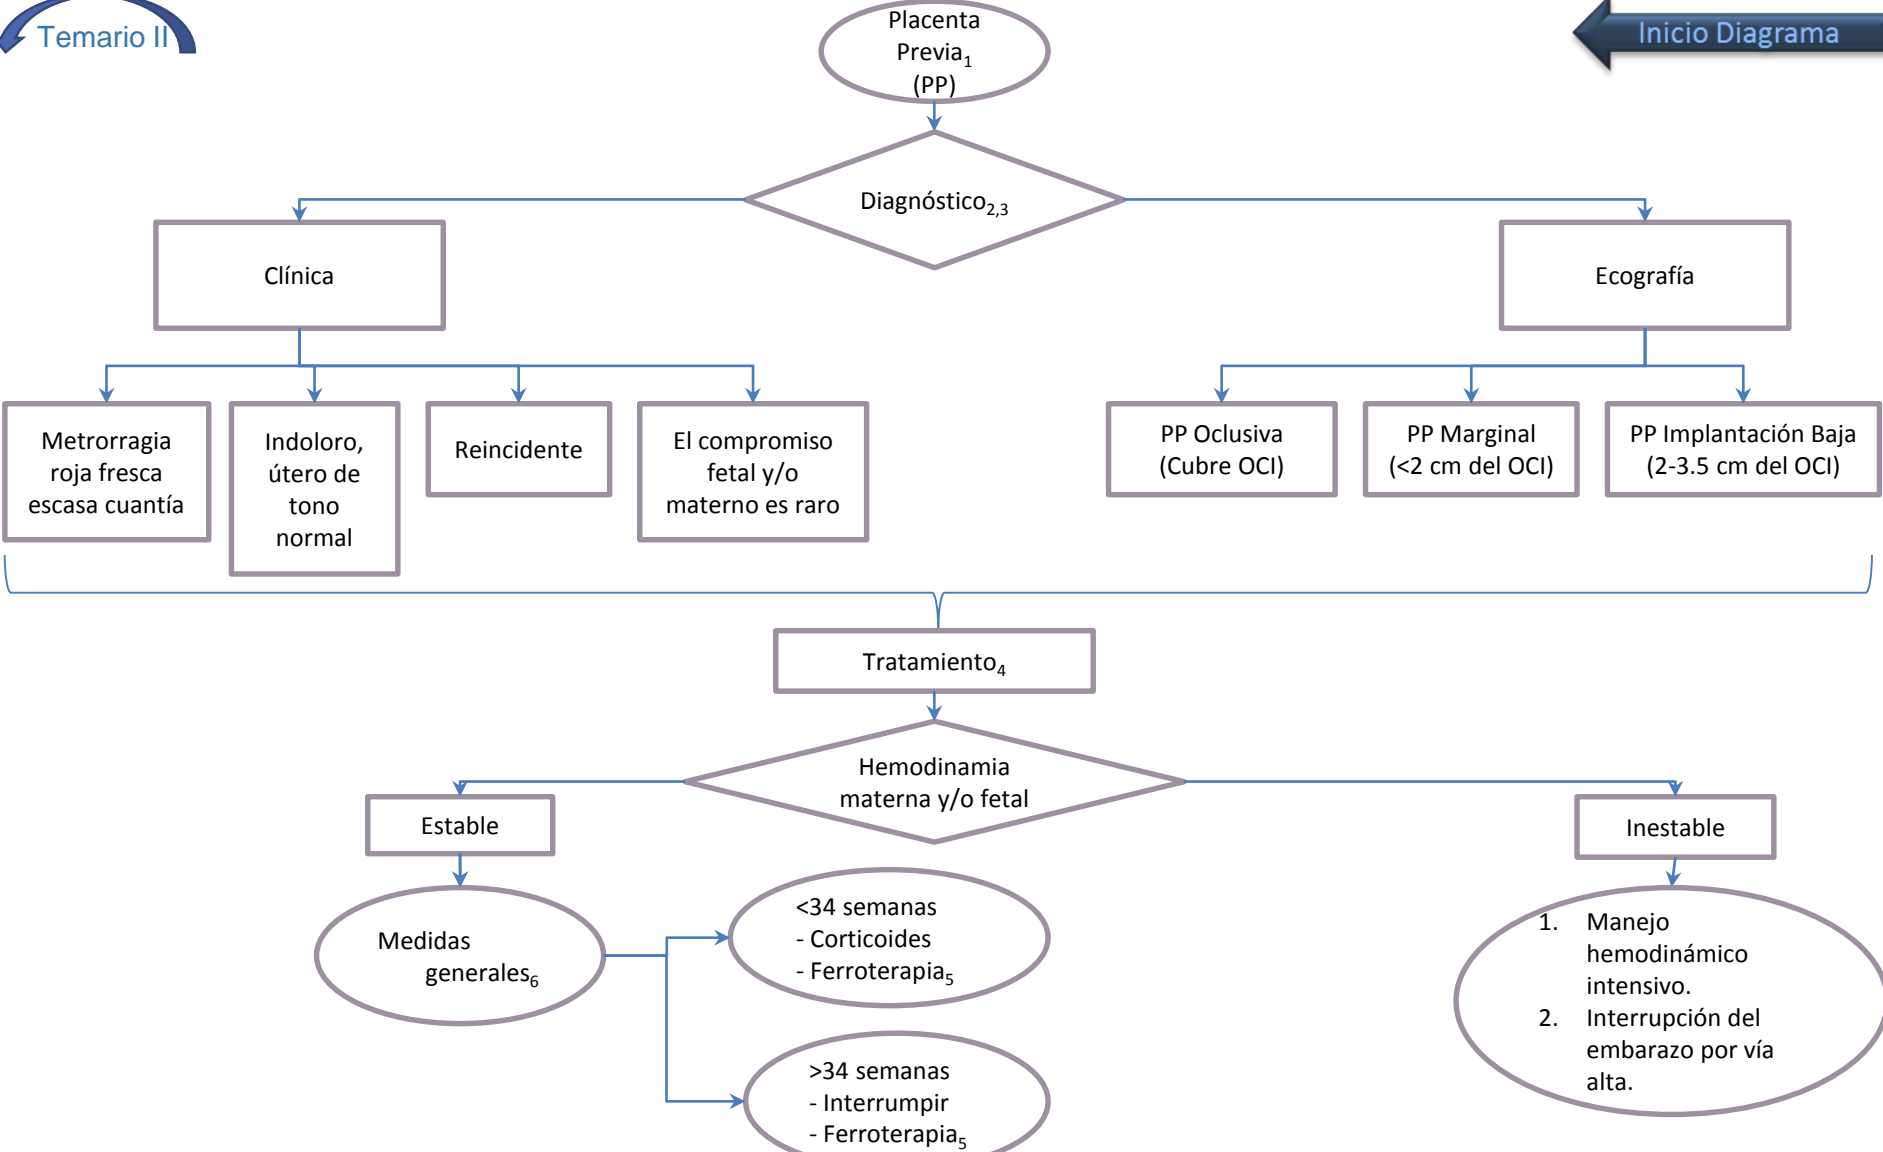 Temario II
Inicio Diagrama
Placenta
Previa1
(PP)
Diagnóstico2,3
Clínica
Ecografía
Metrorragia
roja fresca
escasa cuantía
Indoloro,
útero de
tono
normal
Reincidente
El compromiso
fetal y/o
materno es raro
PP Oclusiva
(Cubre OCI)
PP Marginal
(<2 cm del OCI)
PP Implantación Baja
(2-3.5 cm del OCI)
Tratamiento4
Hemodinamia
materna y/o fetal
Estable
Inestable
Medidas
generales6
<34 semanas
- Corticoides
- Ferroterapia5
>34 semanas
- Interrumpir
- Ferroterapia5
1. Manejo
hemodinámico
intensivo.
2. Interrupción del
embarazo por vía
alta.